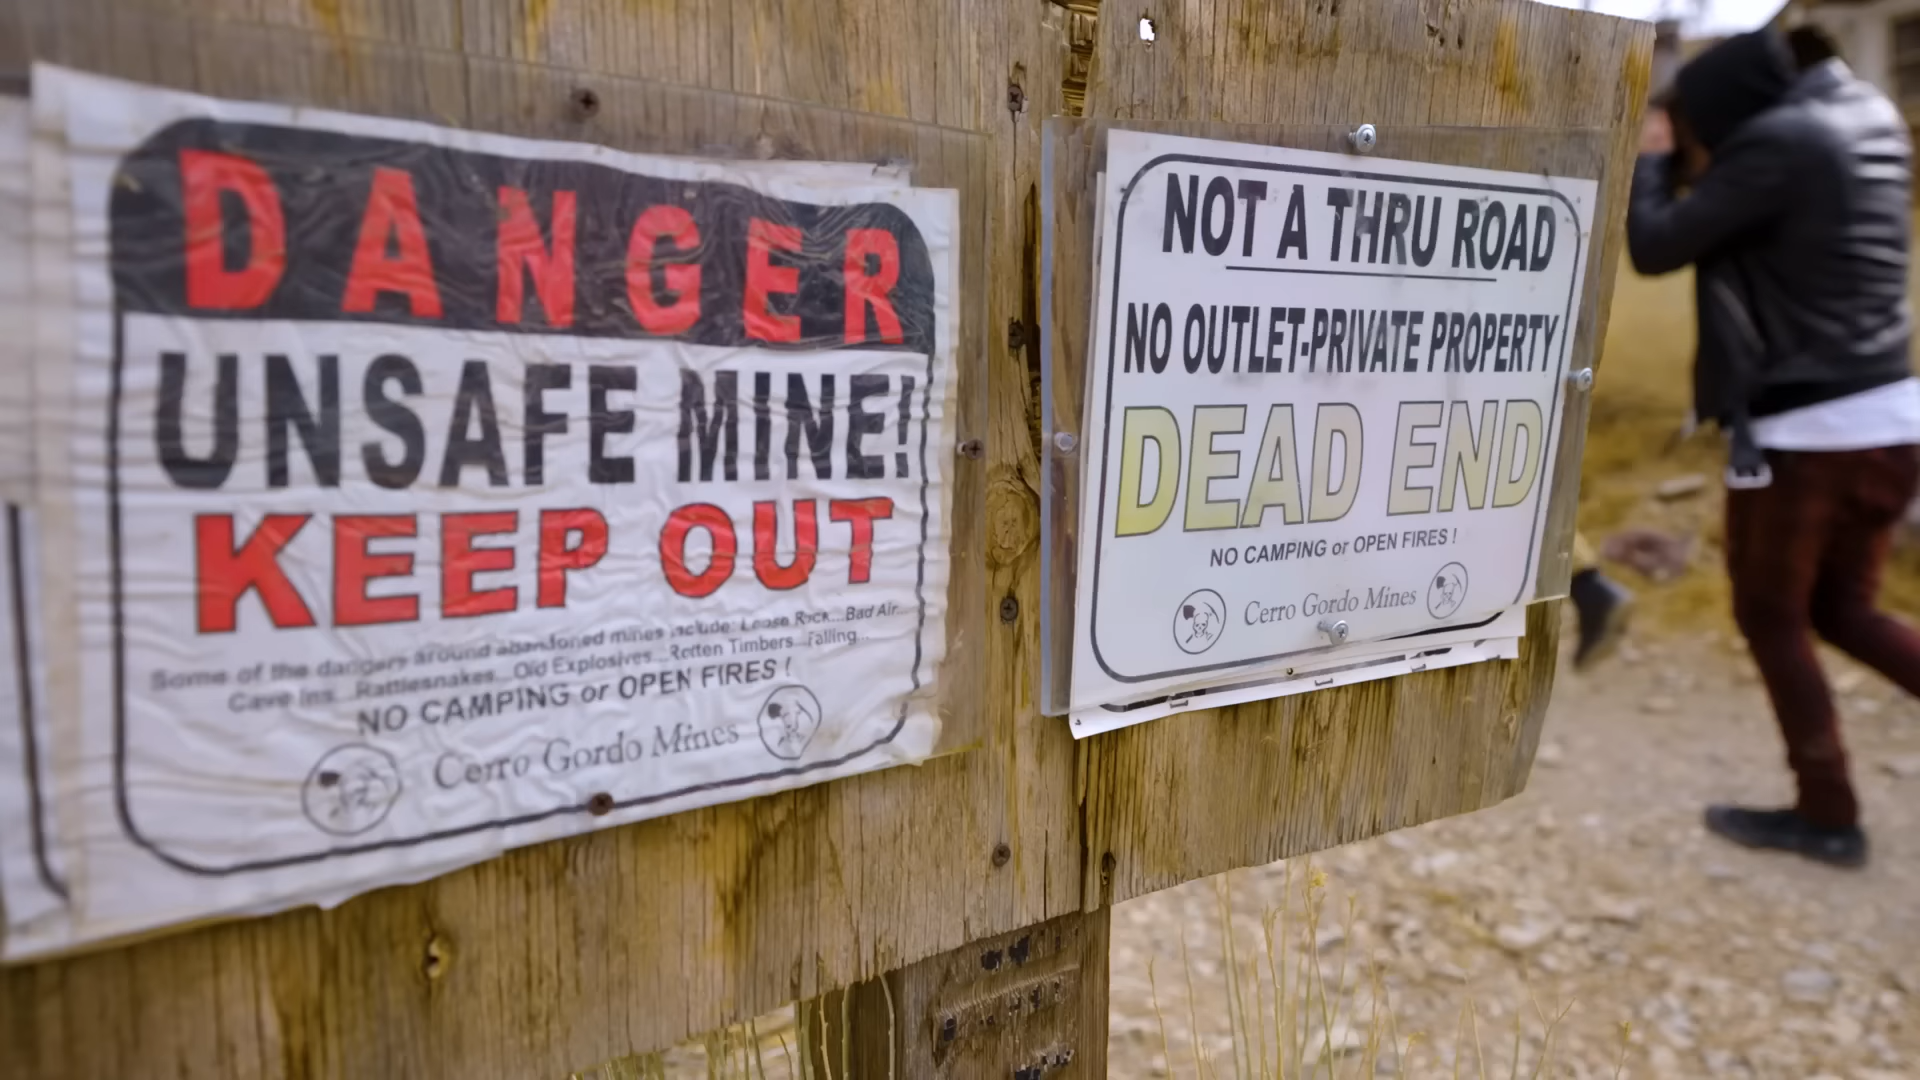 DANGER
UNSAFE MINE!
KEEP OUT
Some of the dangers around abandoned mines include: Loose Rock...Bad Air...
Cave Ins...Rattlesnakes...Old Explosives...Rotten Timbers...Falling...
NO CAMPING or OPEN FIRES !
Cerro Gordo Mines
NOT A THRU ROAD
NO OUTLET-PRIVATE PROPERTY
DEAD END
NO CAMPING or OPEN FIRES !
Cerro Gordo Mines